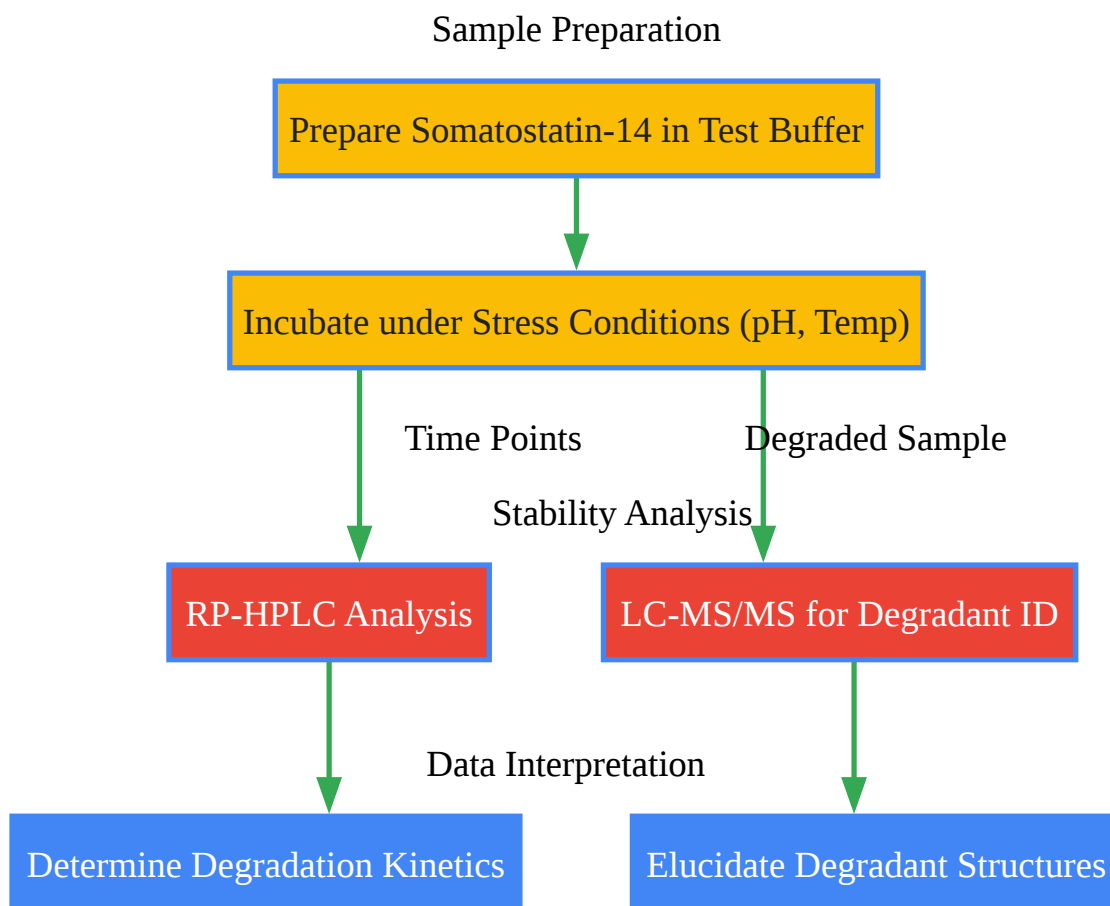 Sample Preparation
Prepare Somatostatin-14 in Test Buffer
Incubate under Stress Conditions (pH, Temp)
Time Points
Degraded Sample
Stability Analysis
RP-HPLC Analysis
LC-MS/MS for Degradant ID
Data Interpretation
Determine Degradation Kinetics
Elucidate Degradant Structures